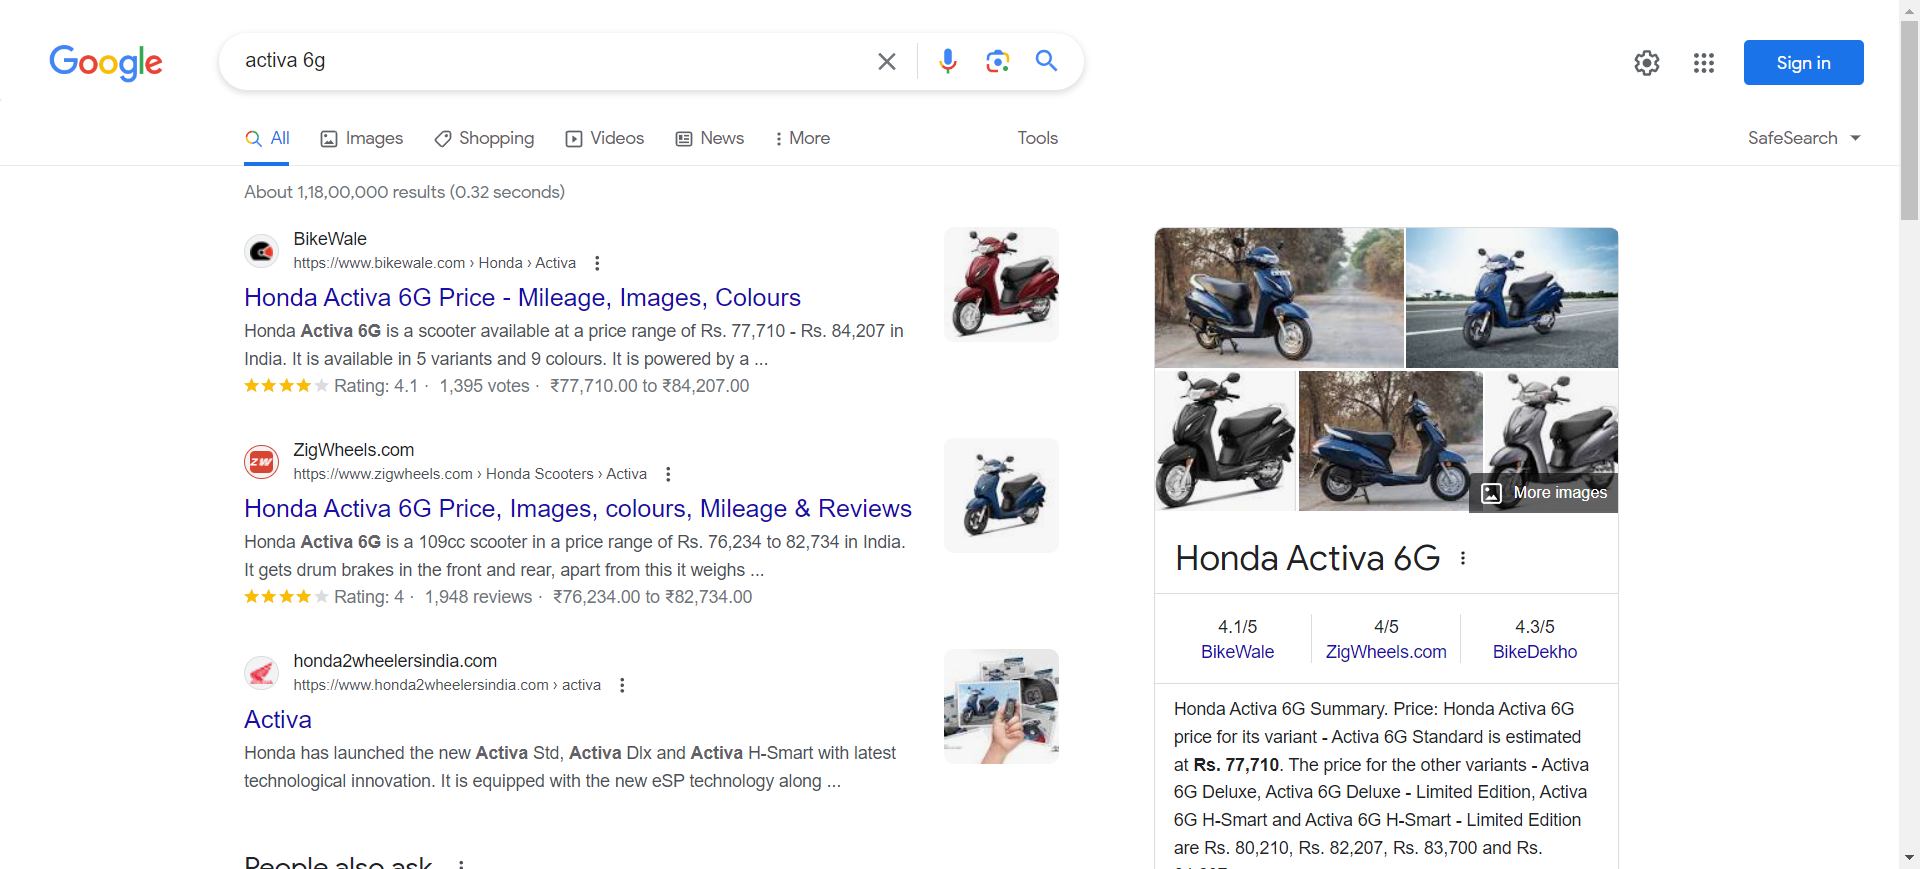 Google
activa 6g
Sign in
All
Images
Shopping
Videos
News
More
Tools
SafeSearch
About 1,18,00,000 results (0.32 seconds)
BikeWale
https://www.bikewale.com › Honda › Activa
Honda Activa 6G Price - Mileage, Images, Colours
Honda Activa 6G is a scooter available at a price range of Rs. 77,710 - Rs. 84,207 in
India. It is available in 5 variants and 9 colours. It is powered by a ...
Rating: 4.1 · 1,395 votes · ₹77,710.00 to ₹84,207.00
ZW
ZigWheels.com
https://www.zigwheels.com › Honda Scooters › Activa
Honda Activa 6G Price, Images, colours, Mileage & Reviews
Honda Activa 6G is a 109cc scooter in a price range of Rs. 76,234 to 82,734 in India.
It gets drum brakes in the front and rear, apart from this it weighs ...
Rating: 4 · 1,948 reviews · ₹76,234.00 to ₹82,734.00
honda2wheelersindia.com
https://www.honda2wheelersindia.com › activa
Activa
Honda has launched the new Activa Std, Activa Dlx and Activa H-Smart with latest
technological innovation. It is equipped with the new eSP technology along ...
People also ask
More images
Honda Activa 6G
4.1/5
BikeWale
4/5
ZigWheels.com
4.3/5
BikeDekho
Honda Activa 6G Summary. Price: Honda Activa 6G
price for its variant - Activa 6G Standard is estimated
at Rs. 77,710. The price for the other variants - Activa
6G Deluxe, Activa 6G Deluxe - Limited Edition, Activa
6G H-Smart and Activa 6G H-Smart - Limited Edition
are Rs. 80,210, Rs. 82,207, Rs. 83,700 and Rs.